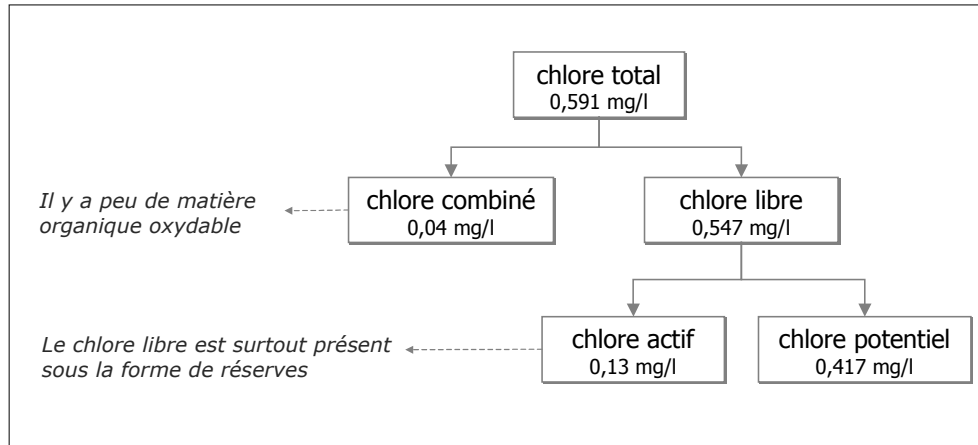 chlore total
0,591 mg/l
Il y a peu de matière
organique oxydable
chlore combiné
0,04 mg/l
chlore libre
0,547 mg/l
Le chlore libre est surtout présent
sous la forme de réserves
chlore actif
0,13 mg/l
chlore potentiel
0,417 mg/l